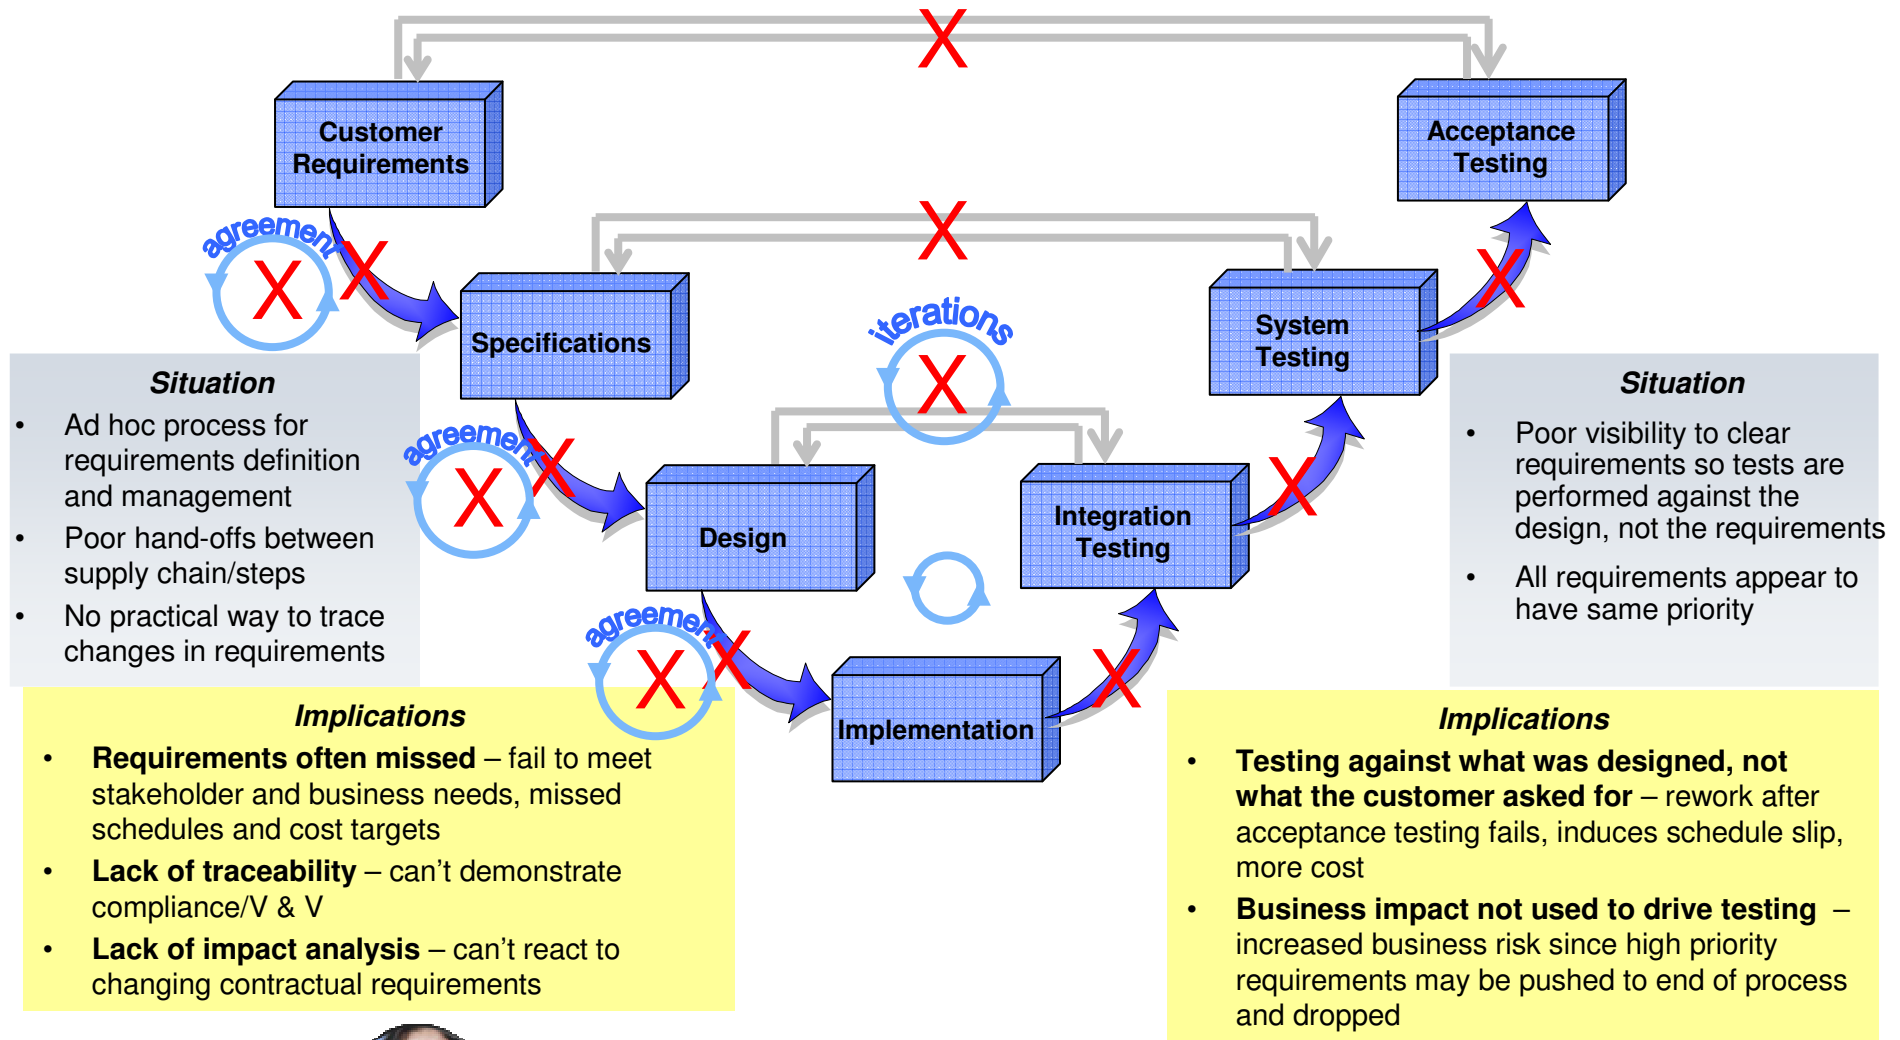 X
Customer
Requirements
Acceptance
Testing
agreement
X
X
X
Specifications
iterations
X
System
Testing
X
Situation
• Ad hoc process for
requirements definition
and management
• Poor hand-offs between
supply chain/steps
• No practical way to trace
changes in requirements
agreement
X
X
Design
Integration
Testing
X
Situation
• Poor visibility to clear
requirements so tests are
performed against the
design, not the requirements
• All requirements appear to
have same priority
agreement
X
X
Implementation
X
Implications
• Requirements often missed – fail to meet
stakeholder and business needs, missed
schedules and cost targets
• Lack of traceability – can’t demonstrate
compliance/V & V
• Lack of impact analysis – can’t react to
changing contractual requirements
Implications
• Testing against what was designed, not
what the customer asked for – rework after
acceptance testing fails, induces schedule slip,
more cost
• Business impact not used to drive testing –
increased business risk since high priority
requirements may be pushed to end of process
and dropped